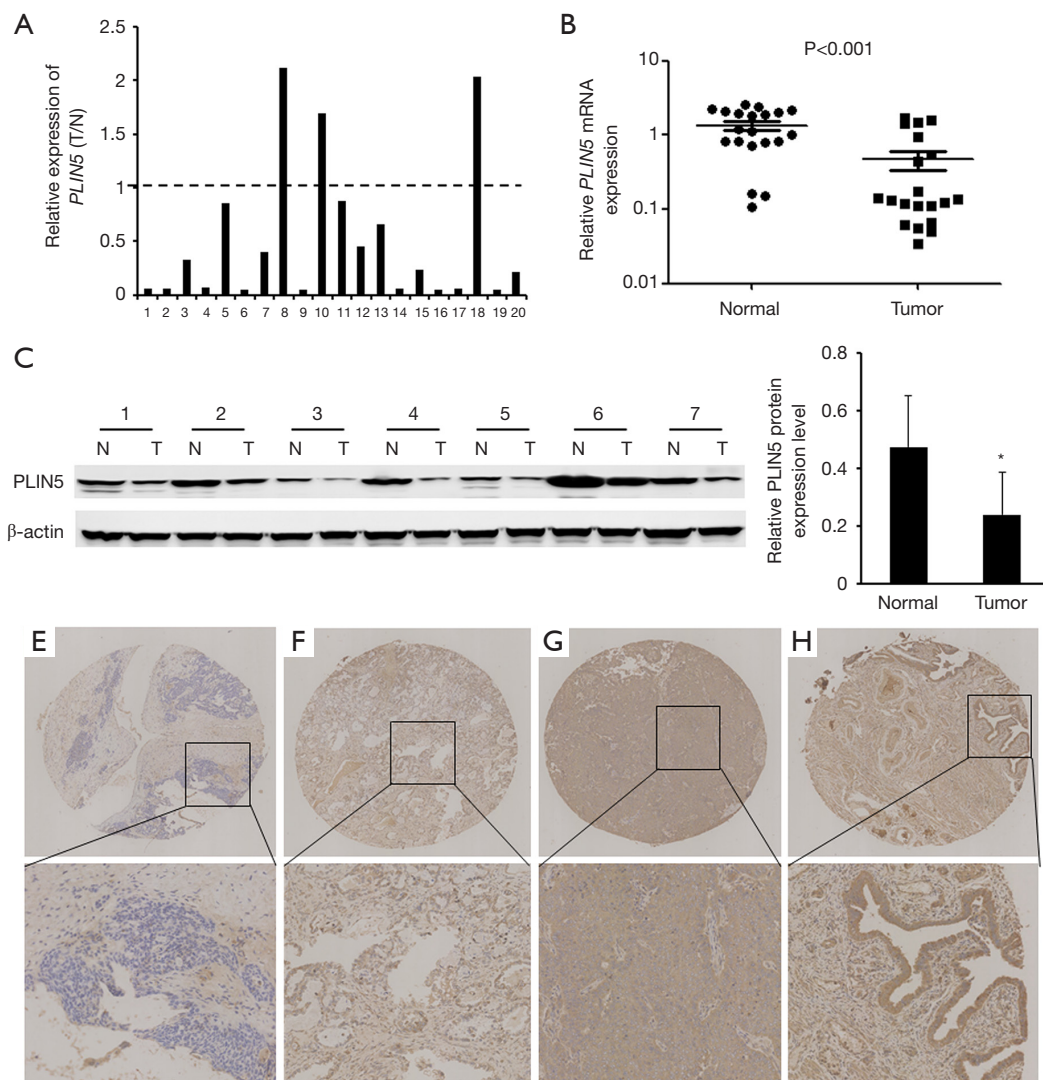 A
Relative expression of
PLIN5 (T/N)
2.5
2
1.5
1
0.5
0
1 2 3 4 5 6 7 8 9 10 11 12 13 14 15 16 17 18 19 20
B
P<0.001
Relative PLIN5 mRNA
expression
10
1
0.1
0.01
Normal Tumor
C
1 2 3 4 5 6 7
N T N T N T N T N T N T N T
PLIN5
β-actin
Relative PLIN5 protein
expression level
0.8
0.6
0.4
0.2
0
*
Normal Tumor
E F G H